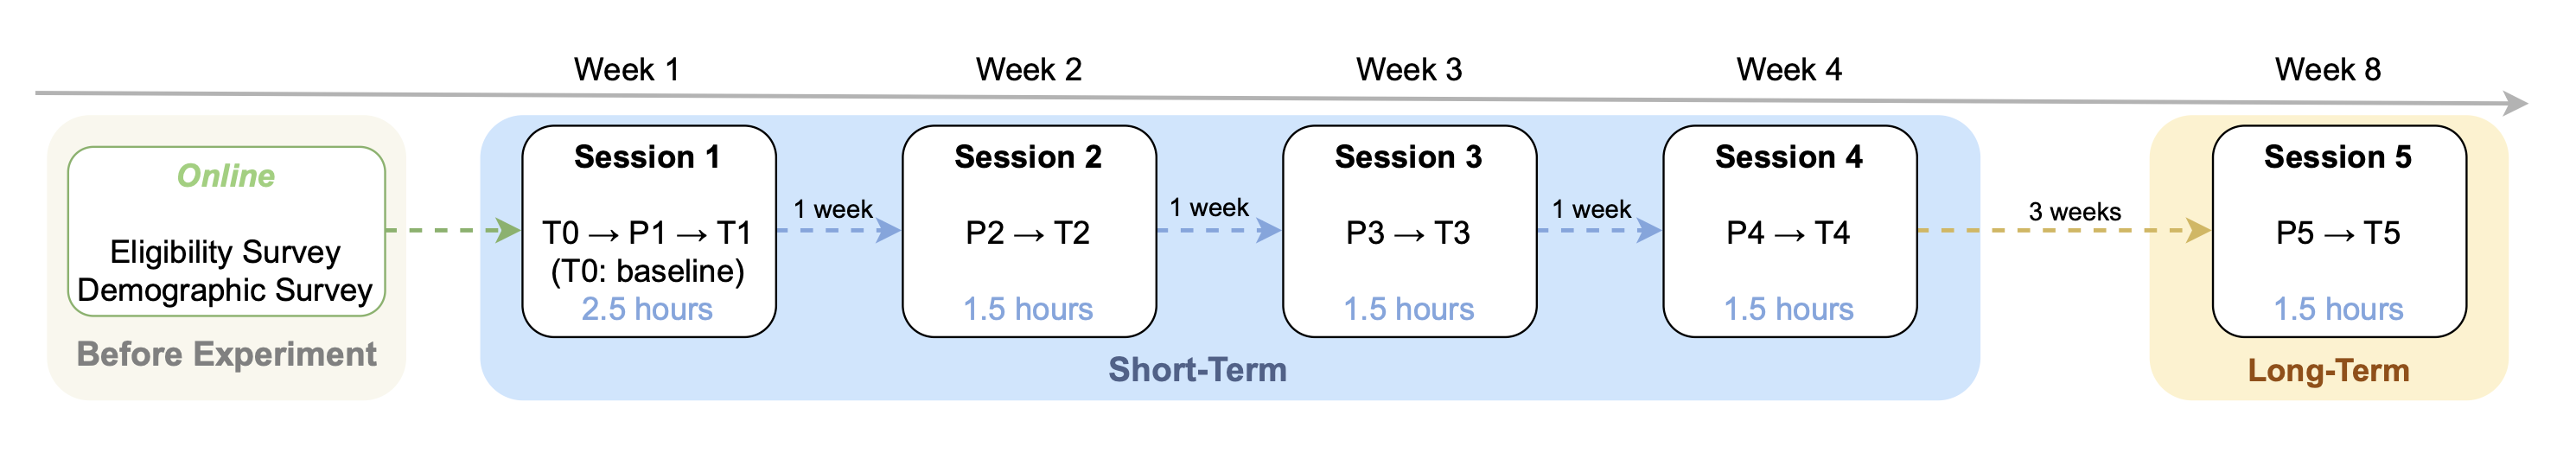 Week 1
Week 2
Week 3
Week 4
Week 8
Online
Eligibility Survey
Demographic Survey
Before Experiment
Session 1
T0 → P1 → T1
(T0: baseline)
2.5 hours
1 week
Session 2
P2 → T2
1.5 hours
1 week
Session 3
P3 → T3
1.5 hours
1 week
Session 4
P4 → T4
1.5 hours
Short-Term
3 weeks
Session 5
P5 → T5
1.5 hours
Long-Term